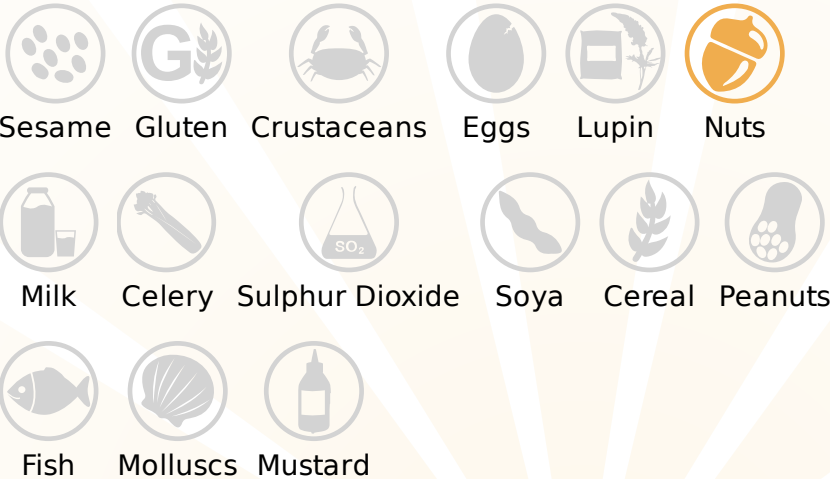 G
Sesame Gluten Crustaceans Eggs Lupin Nuts
SO₂
Milk Celery Sulphur Dioxide Soya Cereal Peanuts
Fish Molluscs Mustard